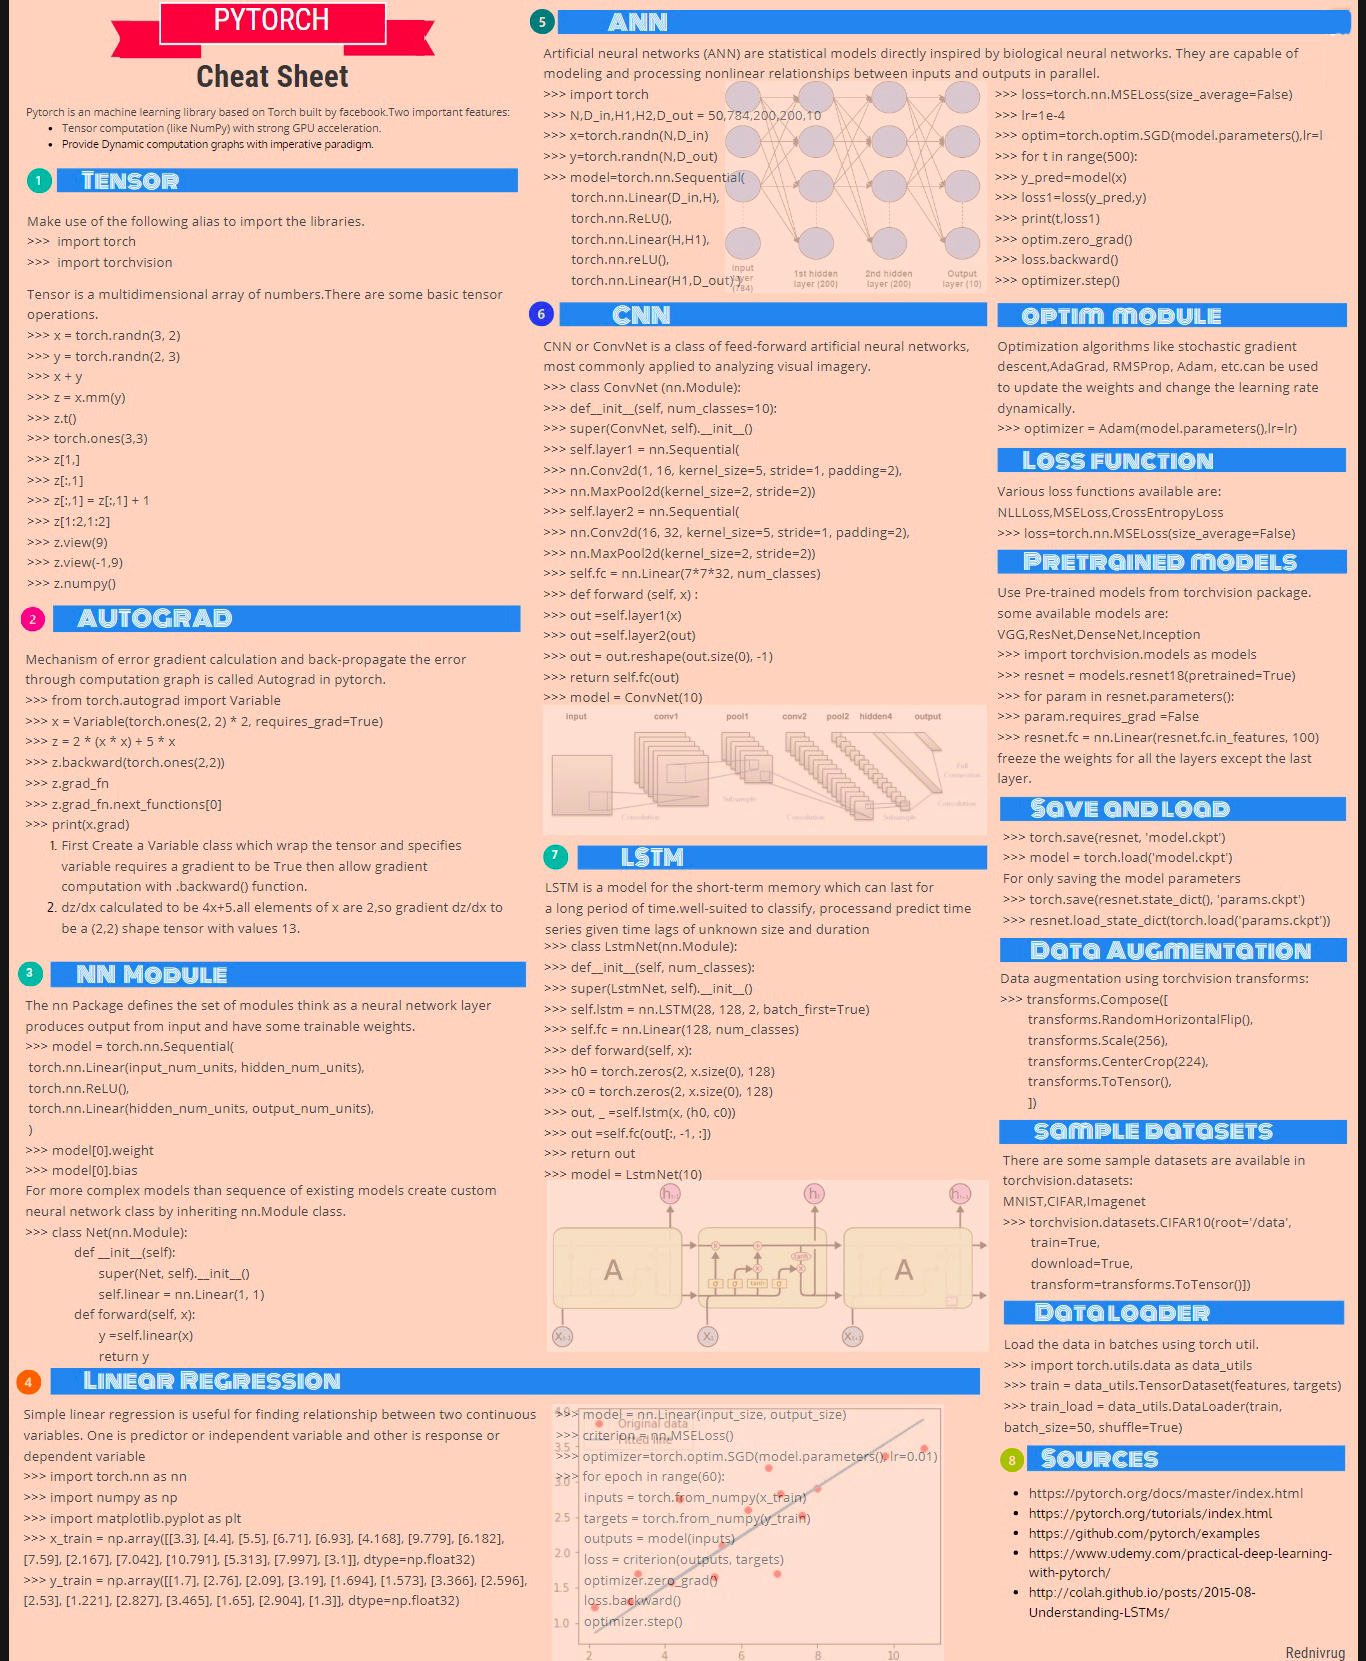 PYTORCH
Cheat Sheet
Pytorch is an machine learning library based on Torch built by facebook.Two important features:
• Tensor computation (like NumPy) with strong GPU acceleration.
• Provide Dynamic computation graphs with imperative paradigm.
1 TENSOR
Make use of the following alias to import the libraries.
>>> import torch
>>> import torchvision
Tensor is a multidimensional array of numbers.There are some basic tensor
operations.
>>> x = torch.randn(3, 2)
>>> y = torch.randn(2, 3)
>>> x + y
>>> z = x.mm(y)
>>> z.t()
>>> torch.ones(3,3)
>>> z[1,]
>>> z[:,1]
>>> z[:,1] = z[:,1] + 1
>>> z[1:2,1:2]
>>> z.view(9)
>>> z.view(-1,9)
>>> z.numpy()
2 AUTOGRAD
Mechanism of error gradient calculation and back-propagate the error
through computation graph is called Autograd in pytorch.
>>> from torch.autograd import Variable
>>> x = Variable(torch.ones(2, 2) * 2, requires_grad=True)
>>> z = 2 * (x * x) + 5 * x
>>> z.backward(torch.ones(2,2))
>>> z.grad_fn
>>> z.grad_fn.next_functions[0]
>>> print(x.grad)
1. First Create a Variable class which wrap the tensor and specifies
variable requires a gradient to be True then allow gradient
computation with .backward() function.
2. dz/dx calculated to be 4x+5.all elements of x are 2,so gradient dz/dx to
be a (2,2) shape tensor with values 13.
3 NN MODULE
The nn Package defines the set of modules think as a neural network layer
produces output from input and have some trainable weights.
>>> model = torch.nn.Sequential(
torch.nn.Linear(input_num_units, hidden_num_units),
torch.nn.ReLU(),
torch.nn.Linear(hidden_num_units, output_num_units),
)
>>> model[0].weight
>>> model[0].bias
For more complex models than sequence of existing models create custom
neural network class by inheriting nn.Module class.
>>> class Net(nn.Module):
def __init__(self):
super(Net, self).__init__()
self.linear = nn.Linear(1, 1)
def forward(self, x):
y =self.linear(x)
return y
4 LINEAR REGRESSION
Simple linear regression is useful for finding relationship between two continuous
variables. One is predictor or independent variable and other is response or
dependent variable
>>> import torch.nn as nn
>>> import numpy as np
>>> import matplotlib.pyplot as plt
>>> x_train = np.array([[3.3], [4.4], [5.5], [6.71], [6.93], [4.168], [9.779], [6.182],
[7.59], [2.167], [7.042], [10.791], [5.313], [7.997], [3.1]], dtype=np.float32)
>>> y_train = np.array([[1.7], [2.76], [2.09], [3.19], [1.694], [1.573], [3.366], [2.596],
[2.53], [1.221], [2.827], [3.465], [1.65], [2.904], [1.3]], dtype=np.float32)
>>> model = nn.Linear(input_size, output_size)
>>> criterion = nn.MSELoss()
>>> optimizer=torch.optim.SGD(model.parameters(), lr=0.01)
>>> for epoch in range(60):
inputs = torch.from_numpy(x_train)
targets = torch.from_numpy(y_train)
outputs = model(inputs)
loss = criterion(outputs, targets)
optimizer.zero_grad()
loss.backward()
optimizer.step()
Original data
Fitted line
4.0
3.5
3.0
2.5
2.0
1.5
1.0
2 4 6 8 10
5 ANN
Artificial neural networks (ANN) are statistical models directly inspired by biological neural networks. They are capable of
modeling and processing nonlinear relationships between inputs and outputs in parallel.
>>> import torch
>>> N,D_in,H1,H2,D_out = 50,784,200,200,10
>>> x=torch.randn(N,D_in)
>>> y=torch.randn(N,D_out)
>>> model=torch.nn.Sequential(
torch.nn.Linear(D_in,H),
torch.nn.ReLU(),
torch.nn.Linear(H,H1),
torch.nn.reLU(),
torch.nn.Linear(H1,D_out),)
Input layer (784)
1st hidden layer (200)
2nd hidden layer (200)
Output layer (10)
>>> loss=torch.nn.MSELoss(size_average=False)
>>> lr=1e-4
>>> optim=torch.optim.SGD(model.parameters(),lr=l
>>> for t in range(500):
>>> y_pred=model(x)
>>> loss1=loss(y_pred,y)
>>> print(t,loss1)
>>> optim.zero_grad()
>>> loss.backward()
>>> optimizer.step()
6 CNN
CNN or ConvNet is a class of feed-forward artificial neural networks,
most commonly applied to analyzing visual imagery.
>>> class ConvNet (nn.Module):
>>> def__init__(self, num_classes=10):
>>> super(ConvNet, self).__init__()
>>> self.layer1 = nn.Sequential(
>>> nn.Conv2d(1, 16, kernel_size=5, stride=1, padding=2),
>>> nn.MaxPool2d(kernel_size=2, stride=2))
>>> self.layer2 = nn.Sequential(
>>> nn.Conv2d(16, 32, kernel_size=5, stride=1, padding=2),
>>> nn.MaxPool2d(kernel_size=2, stride=2))
>>> self.fc = nn.Linear(7*7*32, num_classes)
>>> def forward (self, x) :
>>> out =self.layer1(x)
>>> out =self.layer2(out)
>>> out = out.reshape(out.size(0), -1)
>>> return self.fc(out)
>>> model = ConvNet(10)
input conv1 pool1 conv2 pool2 hidden4 output
Convolution Subsample Convolution Subsample Convolution
Full Connection
7 LSTM
LSTM is a model for the short-term memory which can last for
a long period of time.well-suited to classify, processand predict time
series given time lags of unknown size and duration
>>> class LstmNet(nn.Module):
>>> def__init__(self, num_classes):
>>> super(LstmNet, self).__init__()
>>> self.lstm = nn.LSTM(28, 128, 2, batch_first=True)
>>> self.fc = nn.Linear(128, num_classes)
>>> def forward(self, x):
>>> h0 = torch.zeros(2, x.size(0), 128)
>>> c0 = torch.zeros(2, x.size(0), 128)
>>> out, _ =self.lstm(x, (h0, c0))
>>> out =self.fc(out[:, -1, :])
>>> return out
>>> model = LstmNet(10)
ht-1 ht ht+1
A A
σ σ tanh σ tanh
Xt-1 Xt Xt+1
OPTIM MODULE
Optimization algorithms like stochastic gradient
descent,AdaGrad, RMSProp, Adam, etc.can be used
to update the weights and change the learning rate
dynamically.
>>> optimizer = Adam(model.parameters(),lr=lr)
LOSS FUNCTION
Various loss functions available are:
NLLLoss,MSELoss,CrossEntropyLoss
>>> loss=torch.nn.MSELoss(size_average=False)
PRETRAINED MODELS
Use Pre-trained models from torchvision package.
some available models are:
VGG,ResNet,DenseNet,Inception
>>> import torchvision.models as models
>>> resnet = models.resnet18(pretrained=True)
>>> for param in resnet.parameters():
>>> param.requires_grad =False
>>> resnet.fc = nn.Linear(resnet.fc.in_features, 100)
freeze the weights for all the layers except the last
layer.
SAVE AND LOAD
>>> torch.save(resnet, 'model.ckpt')
>>> model = torch.load('model.ckpt')
For only saving the model parameters
>>> torch.save(resnet.state_dict(), 'params.ckpt')
>>> resnet.load_state_dict(torch.load('params.ckpt'))
DATA AUGMENTATION
Data augmentation using torchvision transforms:
>>> transforms.Compose([
transforms.RandomHorizontalFlip(),
transforms.Scale(256),
transforms.CenterCrop(224),
transforms.ToTensor(),
])
SAMPLE DATASETS
There are some sample datasets are available in
torchvision.datasets:
MNIST,CIFAR,Imagenet
>>> torchvision.datasets.CIFAR10(root='/data',
train=True,
download=True,
transform=transforms.ToTensor()])
DATALOADER
Load the data in batches using torch util.
>>> import torch.utils.data as data_utils
>>> train = data_utils.TensorDataset(features, targets)
>>> train_load = data_utils.DataLoader(train,
batch_size=50, shuffle=True)
8 SOURCES
• https://pytorch.org/docs/master/index.html
• https://pytorch.org/tutorials/index.html
• https://github.com/pytorch/examples
• https://www.udemy.com/practical-deep-learning-
with-pytorch/
• http://colah.github.io/posts/2015-08-
Understanding-LSTMs/
Rednivrug